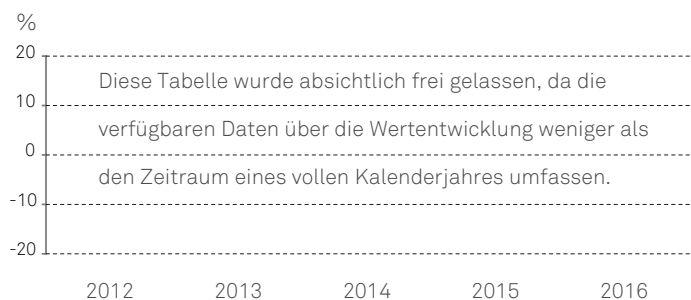 %
20
Diese Tabelle wurde absichtlich frei gelassen, da die
10
verfügbaren Daten über die Wertentwicklung weniger als
0
den Zeitraum eines vollen Kalenderjahres umfassen.
-10
-20
2012 2013 2014 2015 2016